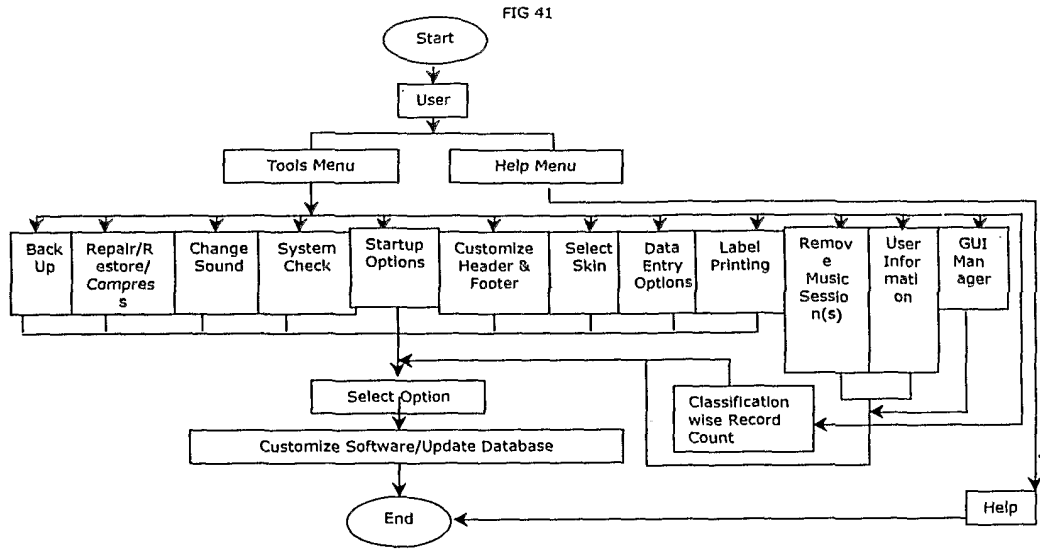 FIG 41
Start
User
Tools Menu
Help Menu
Back
Up
Repair/R
estore/
Compres
s
Change
Sound
System
Check
Startup
Options
Customize
Header &
Footer
Select
Skin
Data
Entry
Options
Label
Printing
Remov
e
Music
Sessio
n(s)
User
Infor
mati
on
GUI
Man
ager
Select Option
Classification
wise Record
Count
Customize Software/Update Database
End
Help